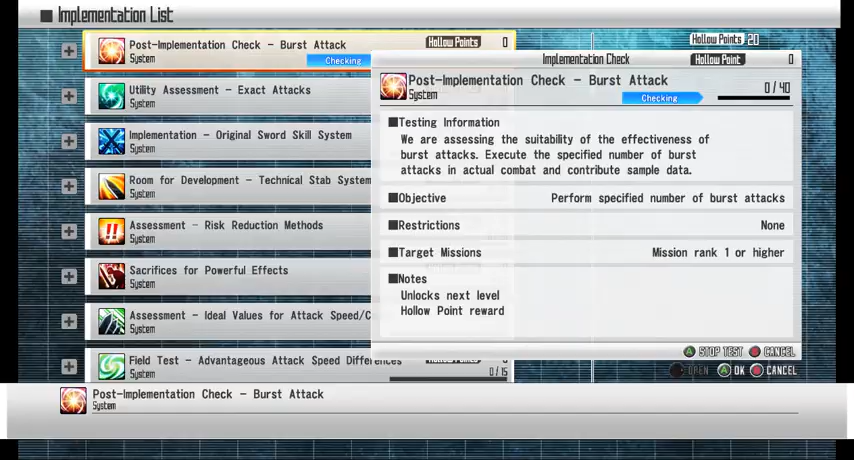 Implementation List
Post-Implementation Check - Burst Attack
System
Hollow Points 0
Checking
Hollow Points 20
Utility Assessment - Exact Attacks
System
Implementation - Original Sword Skill System
System
Room for Development - Technical Stab System
System
Assessment - Risk Reduction Methods
System
Sacrifices for Powerful Effects
System
Assessment - Ideal Values for Attack Speed/C
System
Field Test - Advantageous Attack Speed Differences
System
0/15
Implementation Check
Hollow Point 0
Post-Implementation Check - Burst Attack
System
Checking
0/40
■Testing Information
We are assessing the suitability of the effectiveness of
burst attacks. Execute the specified number of burst
attacks in actual combat and contribute sample data.
■Objective Perform specified number of burst attacks
■Restrictions None
■Target Missions Mission rank 1 or higher
■Notes
Unlocks next level
Hollow Point reward
A STOP TEST B CANCEL
OPEN A OK B CANCEL
Post-Implementation Check - Burst Attack
System